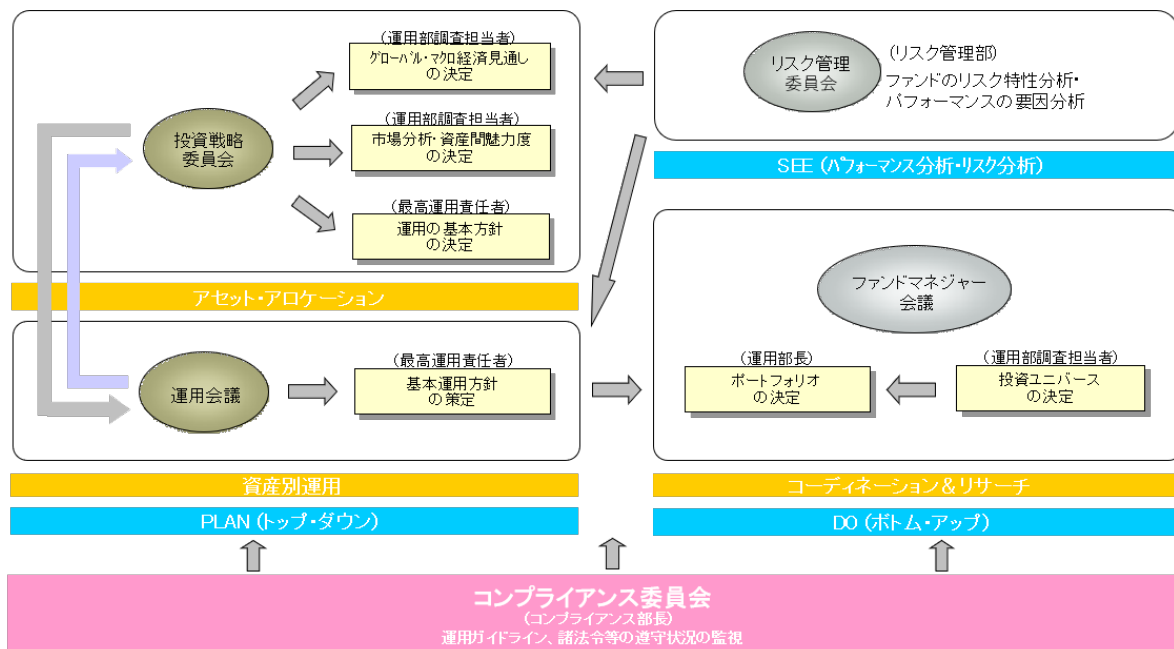 (運用部調査担当者)
グローバル・マクロ経済見通し
の決定
投資戦略
委員会
(運用部調査担当者)
市場分析・資産間魅力度
の決定
(最高運用責任者)
運用の基本方針
の決定
アセット・アロケーション
運用会議
(最高運用責任者)
基本運用方針
の策定
資産別運用
PLAN (トップ・ダウン)
リスク管理
委員会
(リスク管理部)
ファンドのリスク特性分析・
パフォーマンスの要因分析
SEE (パフォーマンス分析・リスク分析)
ファンドマネジャー
会議
(運用部長)
ポートフォリオ
の決定
(運用部調査担当者)
投資ユニバース
の決定
コーディネーション＆リサーチ
DO (ボトム・アップ)
コンプライアンス委員会
(コンプライアンス部長)
運用ガイドライン、諸法令等の遵守状況の監視